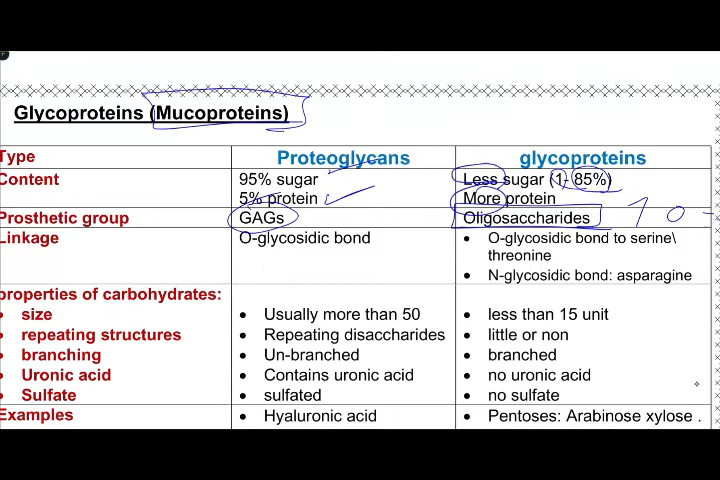 Glycoproteins (Mucoproteins)
Type Proteoglycans glycoproteins
Content 95% sugar Less sugar (1- 85%)
5% protein More protein
Prosthetic group GAGs Oligosaccharides 10
Linkage O-glycosidic bond • O-glycosidic bond to serine\
threonine
• N-glycosidic bond: asparagine
properties of carbohydrates:
• size • Usually more than 50 • less than 15 unit
• repeating structures • Repeating disaccharides • little or non
• branching • Un-branched • branched
• Uronic acid • Contains uronic acid • no uronic acid
• Sulfate • sulfated • no sulfate
Examples • Hyaluronic acid • Pentoses: Arabinose xylose .